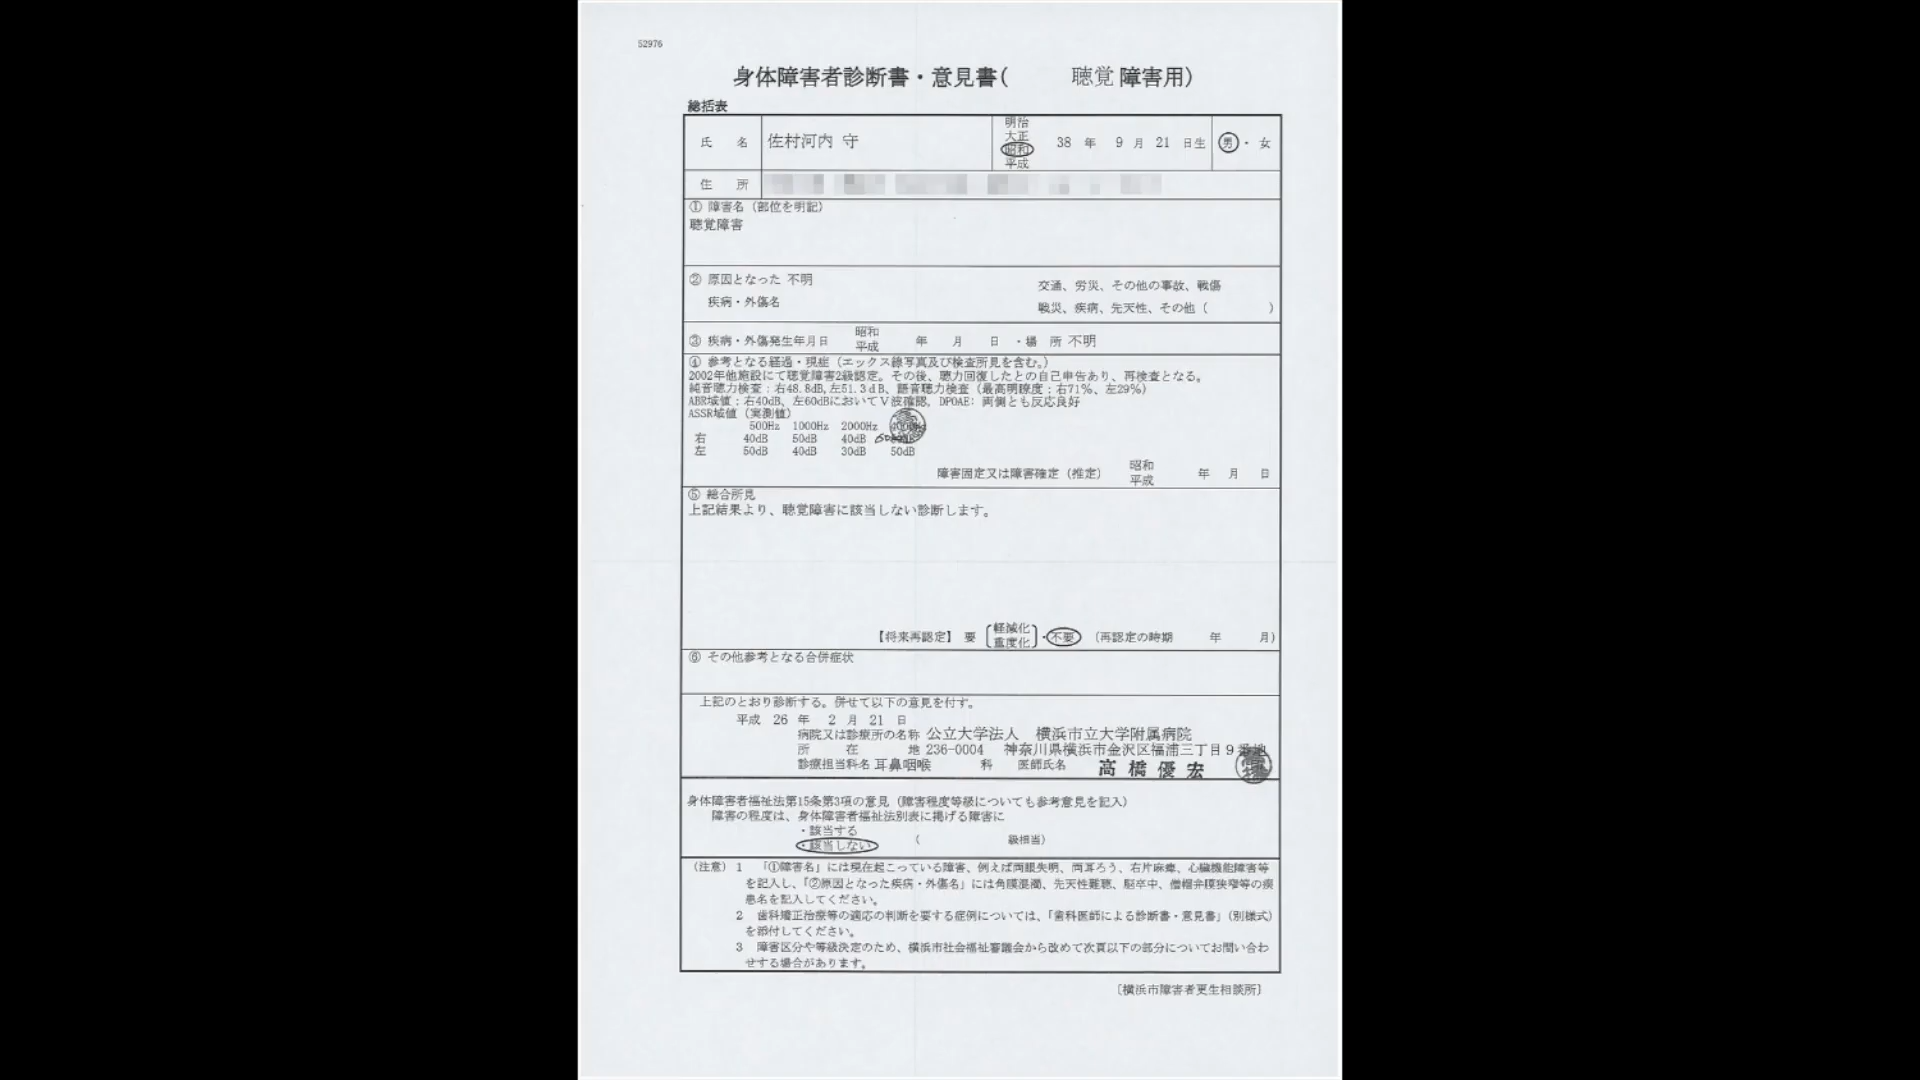 52976
身体障害者診断書・意見書( 聴覚 障害用)
総括表
氏 名 佐村河内 守 明治 大正 昭和 平成 38 年 9 月 21 日生 男・女
住 所
① 障害名（部位を明記）
聴覚障害
② 原因となった 不明 交通、労災、その他の事故、戦傷
疾病・外傷名 戦災、疾病、先天性、その他（ ）
③ 疾病・外傷発生年月日 昭和 平成 年 月 日 ・場 所 不明
④ 参考となる経過・現症（エックス線写真及び検査所見を含む。）
2002年他施設にて聴覚障害2級認定。その後、聴力回復したとの自己申告あり、再検査となる。
純音聴力検査：右48.8dB,左51.3dB、語音聴力検査（最高明瞭度：右71%、左29%）
ABR域値：右40dB、左60dBにおいてＶ波確認, DPOAE: 両側とも反応良好
ASSR域値（実測値）
500Hz 1000Hz 2000Hz
右 40dB 50dB 40dB
左 50dB 40dB 30dB 50dB
障害固定又は障害確定（推定） 昭和 平成 年 月 日
⑤ 総合所見
上記結果より、聴覚障害に該当しない診断します。
【将来再認定】 要 〔軽減化 重度化〕・不要 （再認定の時期 年 月）
⑥ その他参考となる合併症状
上記のとおり診断する。併せて以下の意見を付す。
平成 26 年 2 月 21 日
病院又は診療所の名称 公立大学法人 横浜市立大学附属病院
所 在 地 236-0004 神奈川県横浜市金沢区福浦三丁目９番地
診療担当科名 耳鼻咽喉 科 医師氏名 高橋優宏
身体障害者福祉法第15条第3項の意見（障害程度等級についても参考意見を記入）
障害の程度は、身体障害者福祉法別表に掲げる障害に
・該当する
・該当しない （ 級相当）
（注意） 1 「①障害名」には現在起こっている障害、例えば両眼失明、両耳ろう、右片麻痺、心臓機能障害等
を記入し、「②原因となった疾病・外傷名」には角膜混濁、先天性難聴、脳卒中、僧帽弁膜狭窄等の疾
患名を記入してください。
2 歯科矯正治療等の適応の判断を要する症例については、「歯科医師による診断書・意見書」（別様式）
を添付してください。
3 障害区分や等級決定のため、横浜市社会福祉審議会から改めて次頁以下の部分についてお問い合わ
せする場合があります。
〔横浜市障害者更生相談所〕